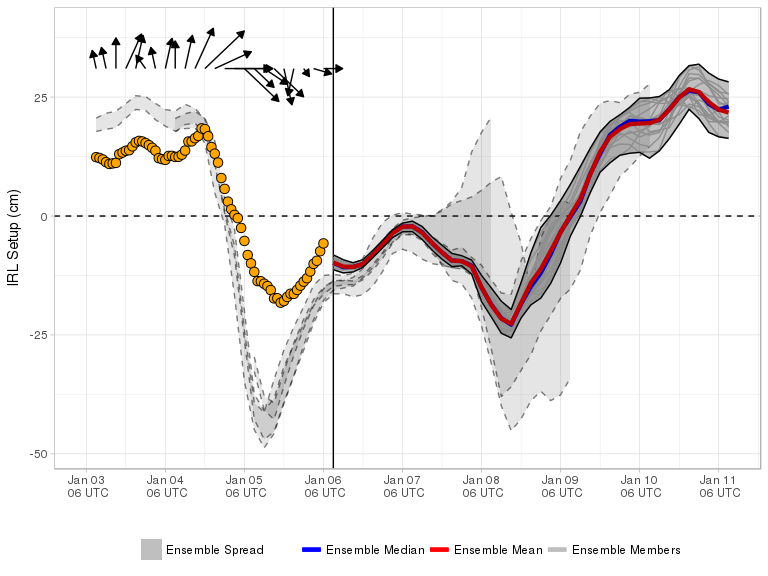 25
0
-25
-50
IRL Setup (cm)
Jan 03 Jan 04 Jan 05 Jan 06 Jan 07 Jan 08 Jan 09 Jan 10 Jan 11
06 UTC 06 UTC 06 UTC 06 UTC 06 UTC 06 UTC 06 UTC 06 UTC 06 UTC
Ensemble Spread Ensemble Median Ensemble Mean Ensemble Members